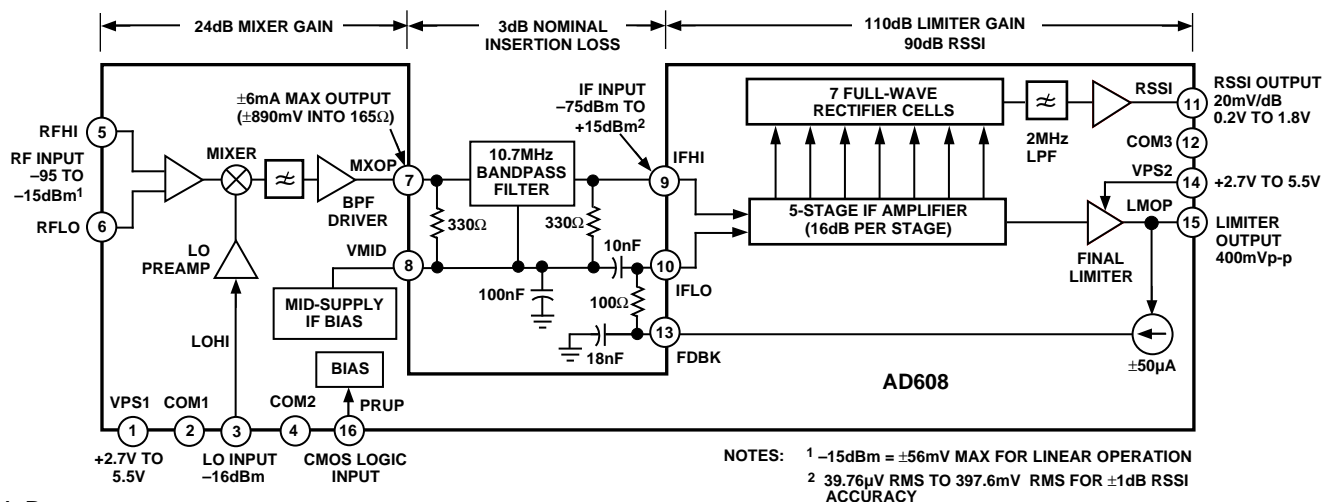 24dB MIXER GAIN
3dB NOMINAL
INSERTION LOSS
110dB LIMITER GAIN
90dB RSSI
RFHI
5
RF INPUT
–95 TO
–15dBm1
RFLO
6
MIXER
LO
PREAMP
LOHI
±6mA MAX OUTPUT
(±890mV INTO 165Ω)
MXOP
7
BPF
DRIVER
VMID
8
MID-SUPPLY
IF BIAS
BIAS
PRUP
VPS1
1
+2.7V TO
5.5V
COM1
2
3
LO INPUT
–16dBm
COM2
4
16
CMOS LOGIC
INPUT
10.7MHz
BANDPASS
FILTER
330Ω
330Ω
100nF
10nF
100Ω
18nF
IF INPUT
–75dBm TO
+15dBm2
IFHI
9
10
IFLO
13
FDBK
7 FULL-WAVE
RECTIFIER CELLS
2MHz
LPF
5-STAGE IF AMPLIFIER
(16dB PER STAGE)
FINAL
LIMITER
RSSI
11
RSSI OUTPUT
20mV/dB
0.2V TO 1.8V
COM3
12
VPS2
14
+2.7V TO 5.5V
LMOP
15
LIMITER
OUTPUT
400mVp-p
±50µA
AD608
NOTES: 1 –15dBm = ±56mV MAX FOR LINEAR OPERATION
2 39.76µV RMS TO 397.6mV RMS FOR ±1dB RSSI
ACCURACY